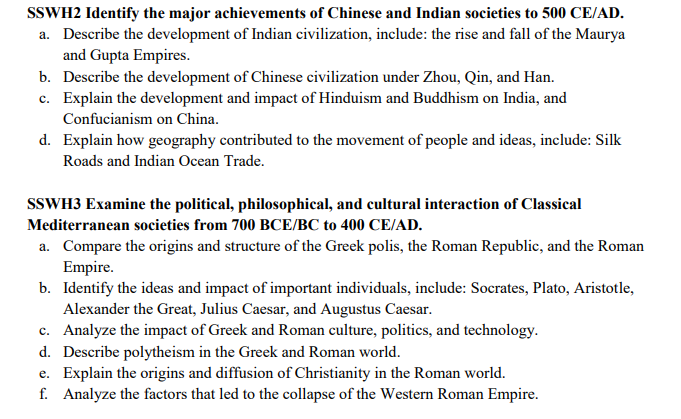 SSWH2 Identify the major achievements of Chinese and Indian societies to 500 CE/AD.
a. Describe the development of Indian civilization, include: the rise and fall of the Maurya
and Gupta Empires.
b. Describe the development of Chinese civilization under Zhou, Qin, and Han.
c. Explain the development and impact of Hinduism and Buddhism on India, and
Confucianism on China.
d. Explain how geography contributed to the movement of people and ideas, include: Silk
Roads and Indian Ocean Trade.
SSWH3 Examine the political, philosophical, and cultural interaction of Classical
Mediterranean societies from 700 BCE/BC to 400 CE/AD.
a. Compare the origins and structure of the Greek polis, the Roman Republic, and the Roman
Empire.
b. Identify the ideas and impact of important individuals, include: Socrates, Plato, Aristotle,
Alexander the Great, Julius Caesar, and Augustus Caesar.
c. Analyze the impact of Greek and Roman culture, politics, and technology.
d. Describe polytheism in the Greek and Roman world.
e. Explain the origins and diffusion of Christianity in the Roman world.
f. Analyze the factors that led to the collapse of the Western Roman Empire.